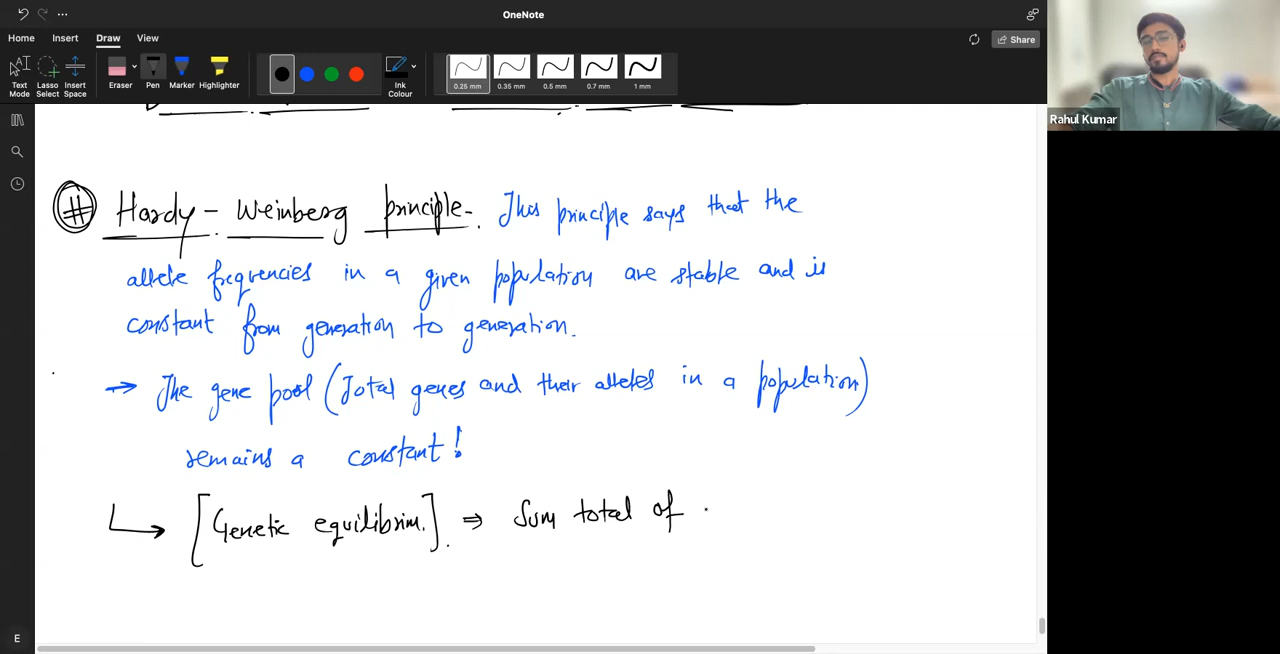 OneNote
Home Insert Draw View
Share
Text Mode
Lasso Select
Insert Space
Eraser
Pen
Marker
Highlighter
Ink Colour
0.25 mm 0.35 mm 0.5 mm 0.7 mm 1 mm
Rahul Kumar
# Hardy - Weinberg principle. This principle says that the
allele frequencies in a given population are stable and is
constant from generation to generation.
→ The gene pool (Total genes and their alleles in a population)
remains a constant!
↳ [Genetic equilibrim.] ⇒ Sum total of
E